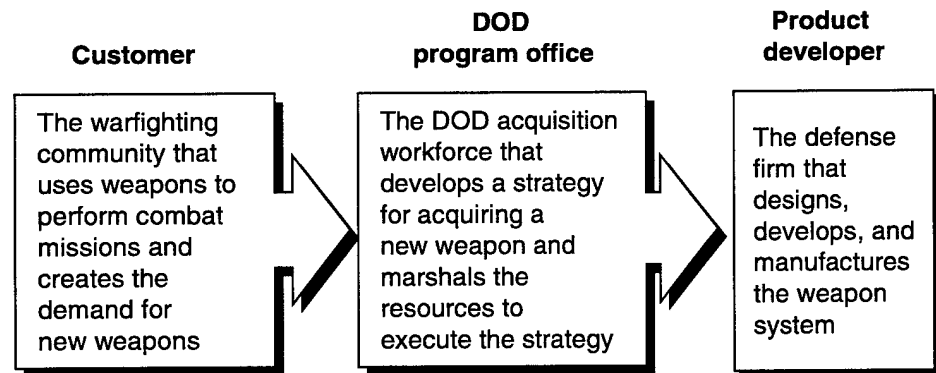 Customer
DOD
program office
Product
developer
The warfighting
community that
uses weapons to
perform combat
missions and
creates the
demand for
new weapons
The DOD acquisition
workforce that
develops a strategy
for acquiring a
new weapon and
marshals the
resources to
execute the strategy
The defense
firm that
designs,
develops, and
manufactures
the weapon
system